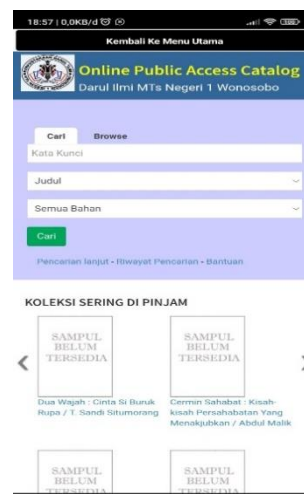 18:57 | 0,0KB/d
Kembali Ke Menu Utama
Online Public Access Catalog
Darul Ilmi MTs Negeri 1 Wonosobo
Cari Browse
Kata Kunci
Judul
Semua Bahan
Cari
Pencarian lanjut - Riwayat Pencarian - Bantuan
KOLEKSI SERING DI PINJAM
SAMPUL SAMPUL
BELUM BELUM
TERSEDIA TERSEDIA
Dua Wajah : Cinta Si Buruk Cermin Sahabat : Kisah-
Rupa / T. Sandi Situmorang kisah Persahabatan Yang
Menakjubkan / Abdul Malik
SAMPUL SAMPUL
BELUM BELUM
TERSEDIA TERSEDIA